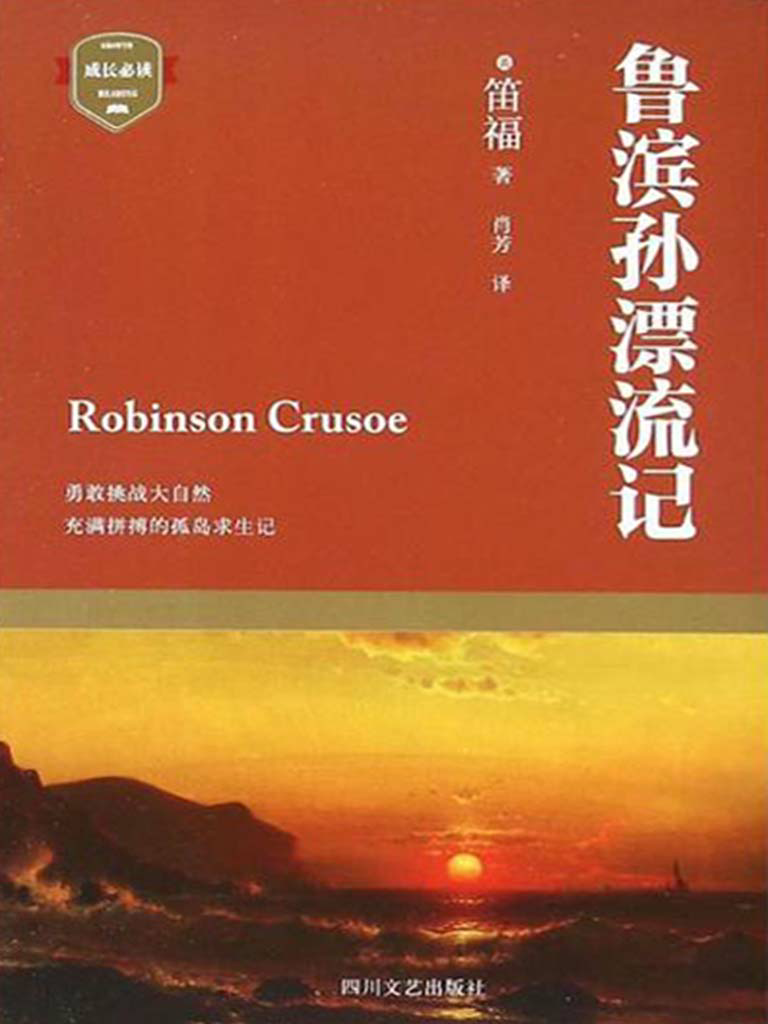 成长必读
READING
鲁滨孙漂流记
英
笛福 著 肖芳 译
Robinson Crusoe
勇敢挑战大自然
充满拼搏的孤岛求生记
四川文艺出版社